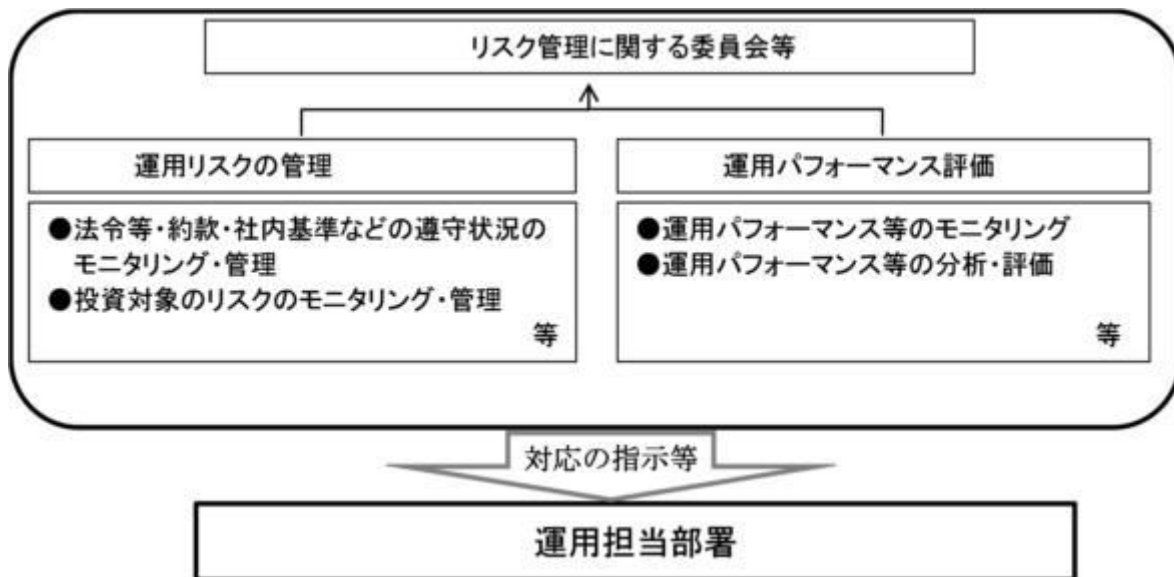 リスク管理に関する委員会等
運用リスクの管理
●法令等・約款・社内基準などの遵守状況の
モニタリング・管理
●投資対象のリスクのモニタリング・管理
等
運用パフォーマンス評価
●運用パフォーマンス等のモニタリング
●運用パフォーマンス等の分析・評価
等
対応の指示等
運用担当部署